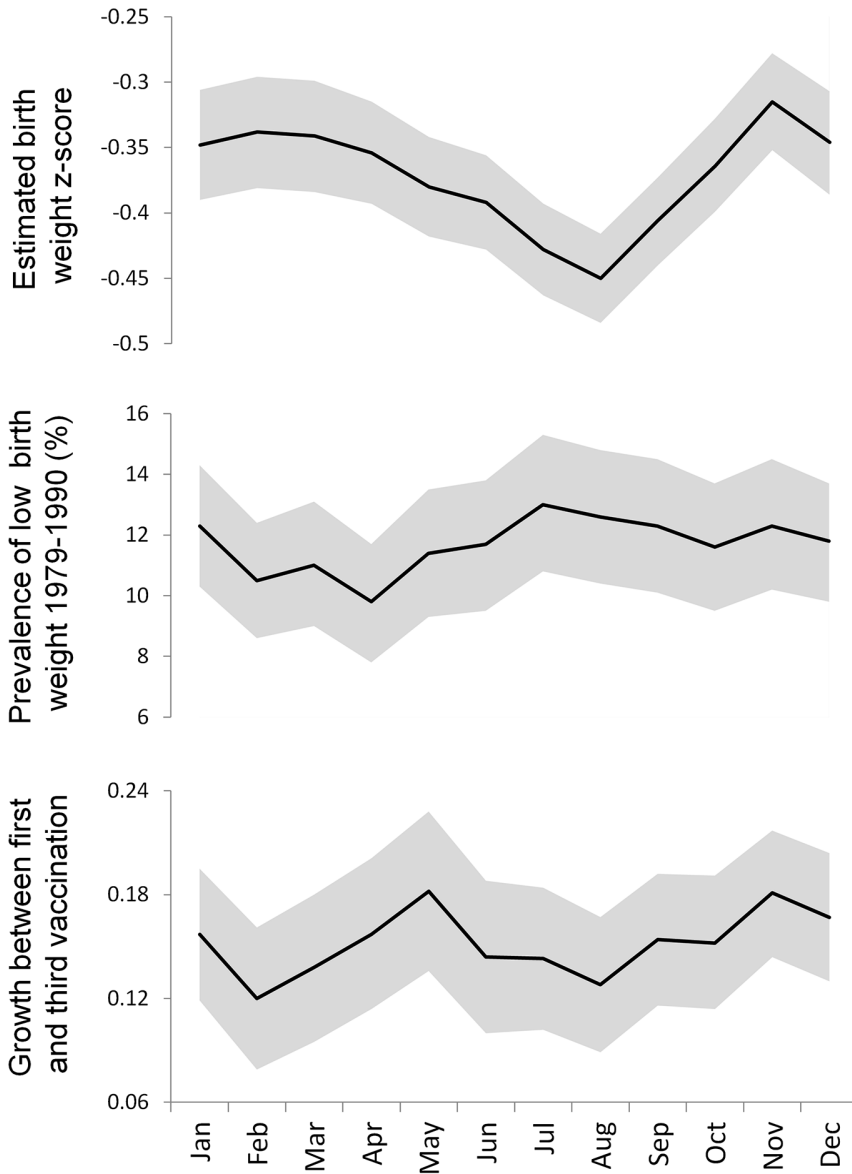 Estimated birth
weight z-score
-0.25
-0.3
-0.35
-0.4
-0.45
-0.5
Prevalence of low birth
weight 1979-1990 (%)
16
14
12
10
8
6
Growth between first
and third vaccination
0.24
0.18
0.12
0.06
Jan
Feb
Mar
Apr
May
Jun
Jul
Aug
Sep
Oct
Nov
Dec